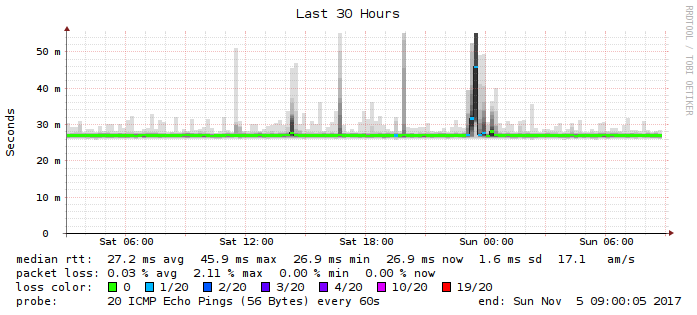 Last 30 Hours
RRDTOOL / TOBI OETIKER
Seconds
50 m
40 m
30 m
20 m
10 m
0
Sat 06:00 Sat 12:00 Sat 18:00 Sun 00:00 Sun 06:00
median rtt: 27.2 ms avg 45.9 ms max 26.9 ms min 26.9 ms now 1.6 ms sd 17.1 am/s
packet loss: 0.03 % avg 2.11 % max 0.00 % min 0.00 % now
loss color: 0 1/20 2/20 3/20 4/20 10/20 19/20
probe: 20 ICMP Echo Pings (56 Bytes) every 60s end: Sun Nov 5 09:00:05 2017